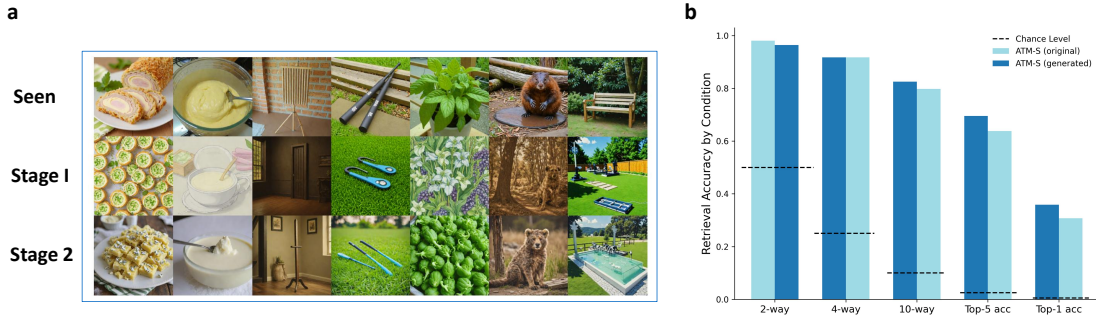 a
Seen
Stage I
Stage 2
b
Retrieval Accuracy by Condition
1.0
0.8
0.6
0.4
0.2
0.0
Chance Level
ATM-S (original)
ATM-S (generated)
2-way
4-way
10-way
Top-5 acc
Top-1 acc